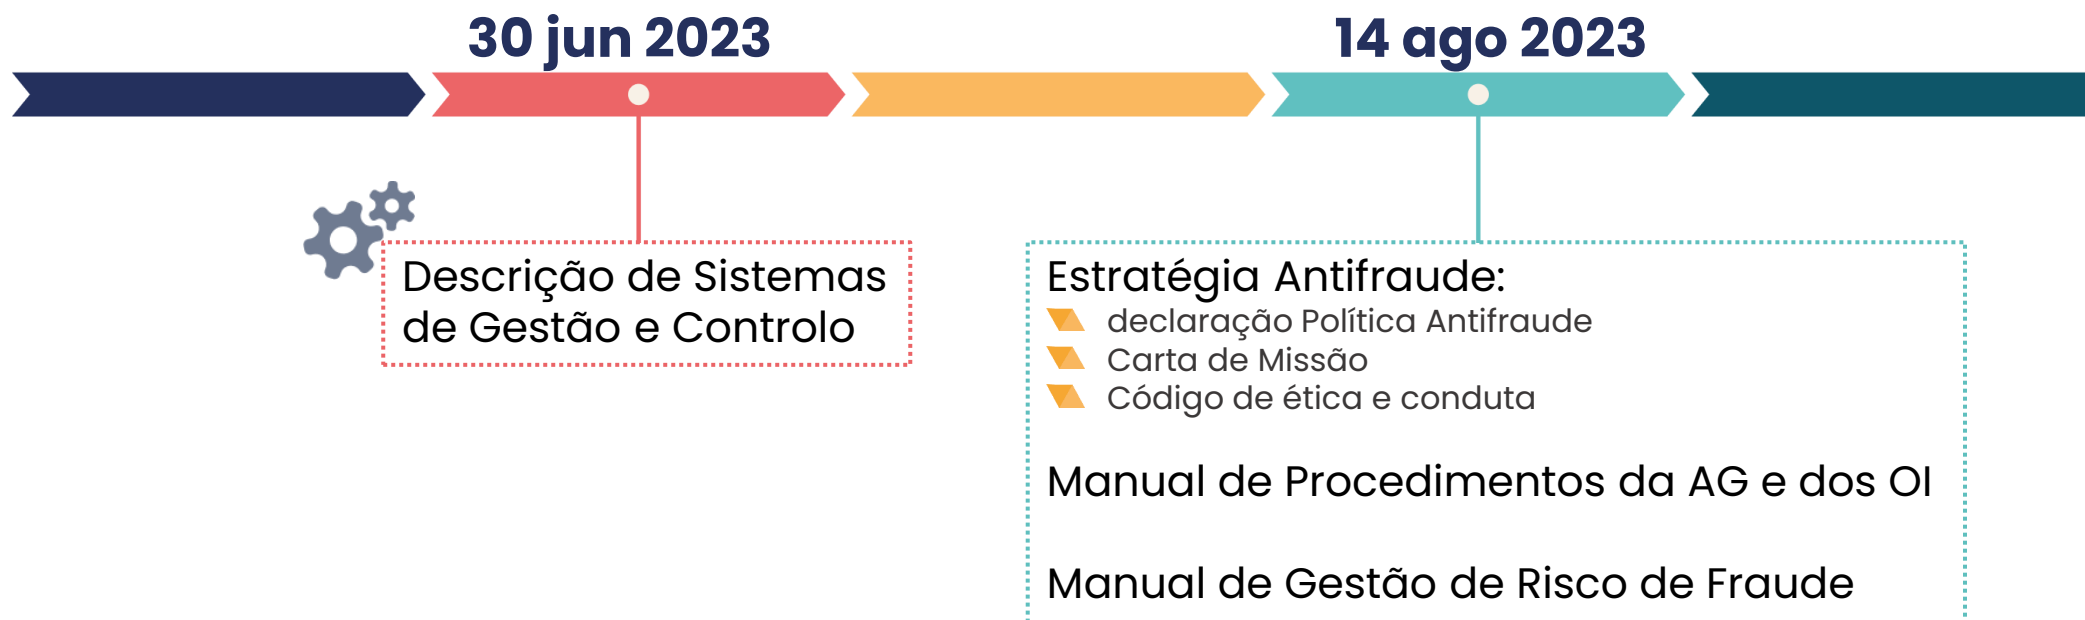 30 jun 2023
14 ago 2023
Descrição de Sistemas
de Gestão e Controlo
Estratégia Antifraude:
declaração Política Antifraude
Carta de Missão
Código de ética e conduta
Manual de Procedimentos da AG e dos OI
Manual de Gestão de Risco de Fraude